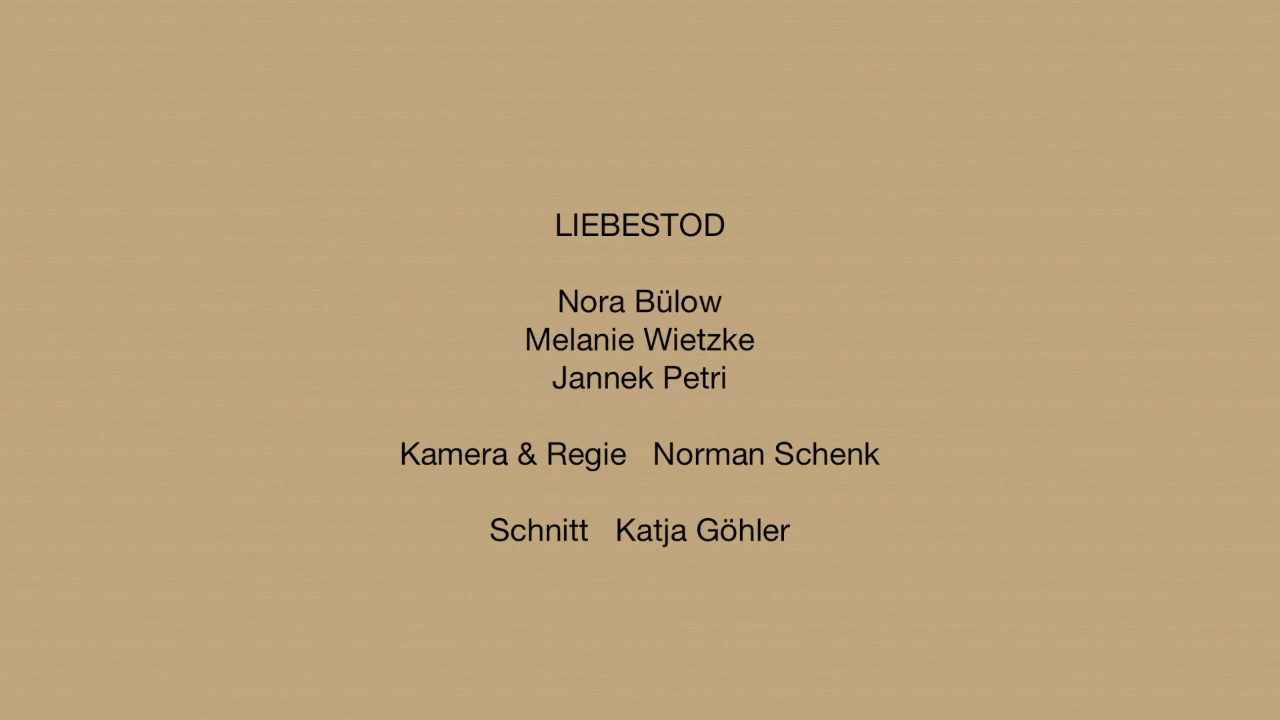 LIEBESTOD
Nora Bülow
Melanie Wietzke
Jannek Petri
Kamera & Regie   Norman Schenk
Schnitt   Katja Göhler